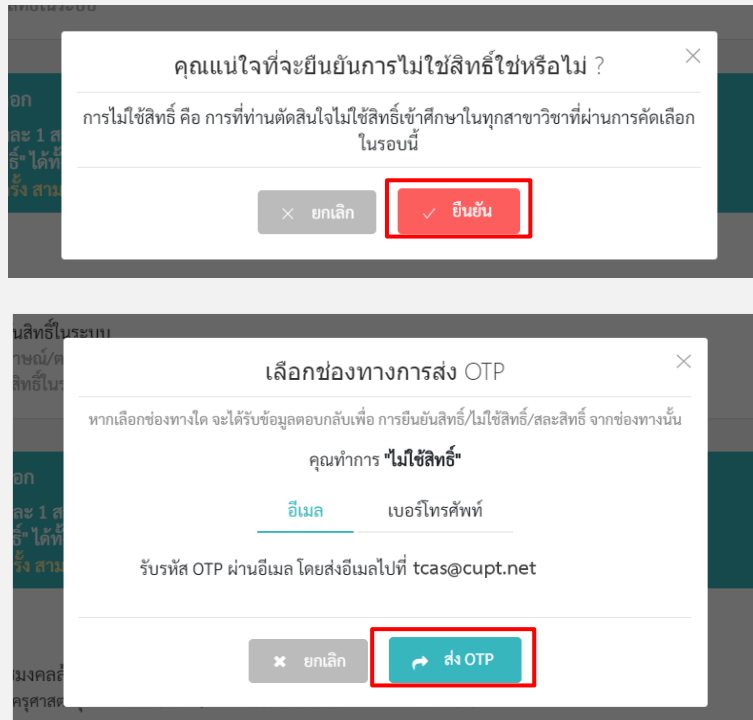 คุณแน่ใจที่จะยืนยันการไม่ใช้สิทธิ์ใช่หรือไม่ ?
การไม่ใช้สิทธิ์ คือ การที่ท่านตัดสินใจไม่ใช้สิทธิ์เข้าศึกษาในทุกสาขาวิชาที่ผ่านการคัดเลือก
ในรอบนี้
ยกเลิก
ยืนยัน
เลือกช่องทางการส่ง OTP
หากเลือกช่องทางใด จะได้รับข้อมูลตอบกลับเพื่อ การยืนยันสิทธิ์/ไม่ใช้สิทธิ์/สละสิทธิ์ จากช่องทางนั้น
คุณทำการ "ไม่ใช้สิทธิ์"
อีเมล
เบอร์โทรศัพท์
รับรหัส OTP ผ่านอีเมล โดยส่งอีเมลไปที่ tcas@cupt.net
ยกเลิก
ส่ง OTP